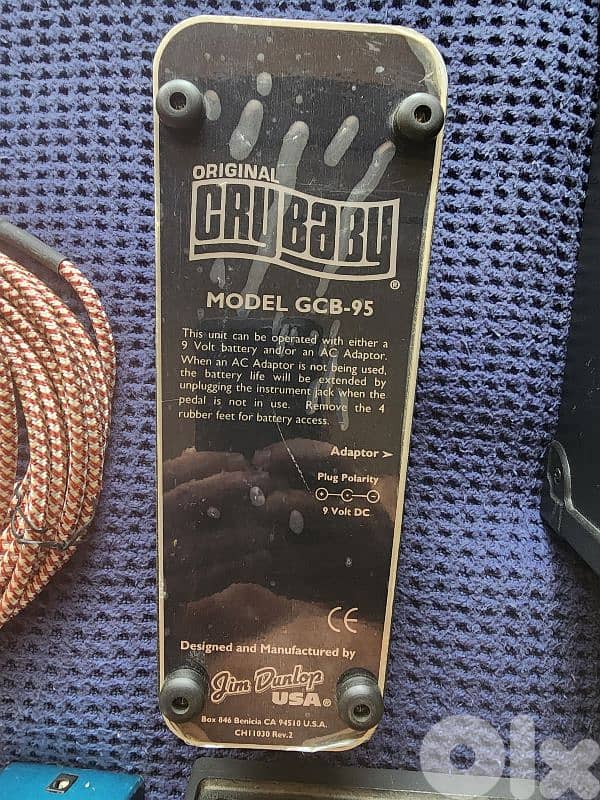 ORIGINAL
CRYBABY®
MODEL GCB-95
This unit can be operated with either a
9 Volt battery and/or an AC Adaptor.
When an AC Adaptor is not being used,
the battery life will be extended by
unplugging the instrument jack when the
pedal is not in use. Remove the 4
rubber feet for battery access.
Adaptor >
Plug Polarity
+ - 
9 Volt DC
CE
Designed and Manufactured by
Jim Dunlop
USA®
Box 846 Benicia CA 94510 U.S.A.
CH11030 Rev.2
Olx